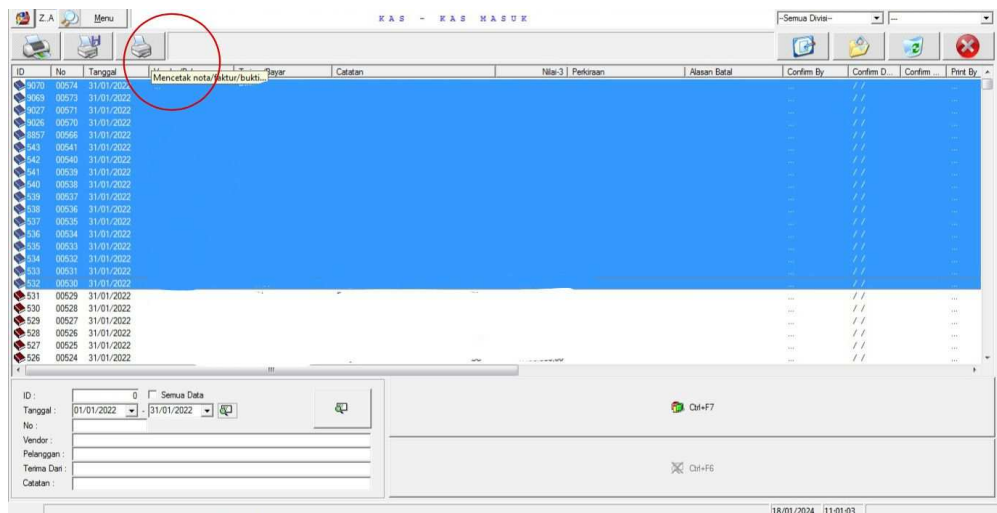 Z..A Menu KAS - KAS MASUK --Semua Divisi-- ---
ID No Tanggal Bayar Catatan Nilai-3 Perkiraan Alasan Batal Confirm By Confirm D... Confirm ... Print By
Mencetak nota/faktur/bukti...
9070 00574 31/01/2022 ... / / ...
9069 00573 31/01/2022 ... / / ...
9027 00571 31/01/2022 ... / / ...
9026 00570 31/01/2022 ... / / ...
8857 00566 31/01/2022 ... / / ...
543 00541 31/01/2022 ... / / ...
542 00540 31/01/2022 ... / / ...
541 00539 31/01/2022 ... / / ...
540 00538 31/01/2022 ... / / ...
539 00537 31/01/2022 ... / / ...
538 00536 31/01/2022 ... / / ...
537 00535 31/01/2022 ... / / ...
536 00534 31/01/2022 ... / / ...
535 00533 31/01/2022 ... / / ...
534 00532 31/01/2022 ... / / ...
533 00531 31/01/2022 ... / / ...
532 00530 31/01/2022 ... / / ...
531 00529 31/01/2022 ... / / ...
530 00528 31/01/2022 ... / / ...
529 00527 31/01/2022 ... / / ...
528 00526 31/01/2022 ... / / ...
527 00525 31/01/2022 ... / / ...
526 00524 31/01/2022 ... / / ...
ID : 0 Semua Data
Tanggal : 01/01/2022 - 31/01/2022 Ctrl+F7
No :
Vendor :
Pelanggan :
Terima Dari : Ctrl+F6
Catatan :
18/01/2024 11:01:03